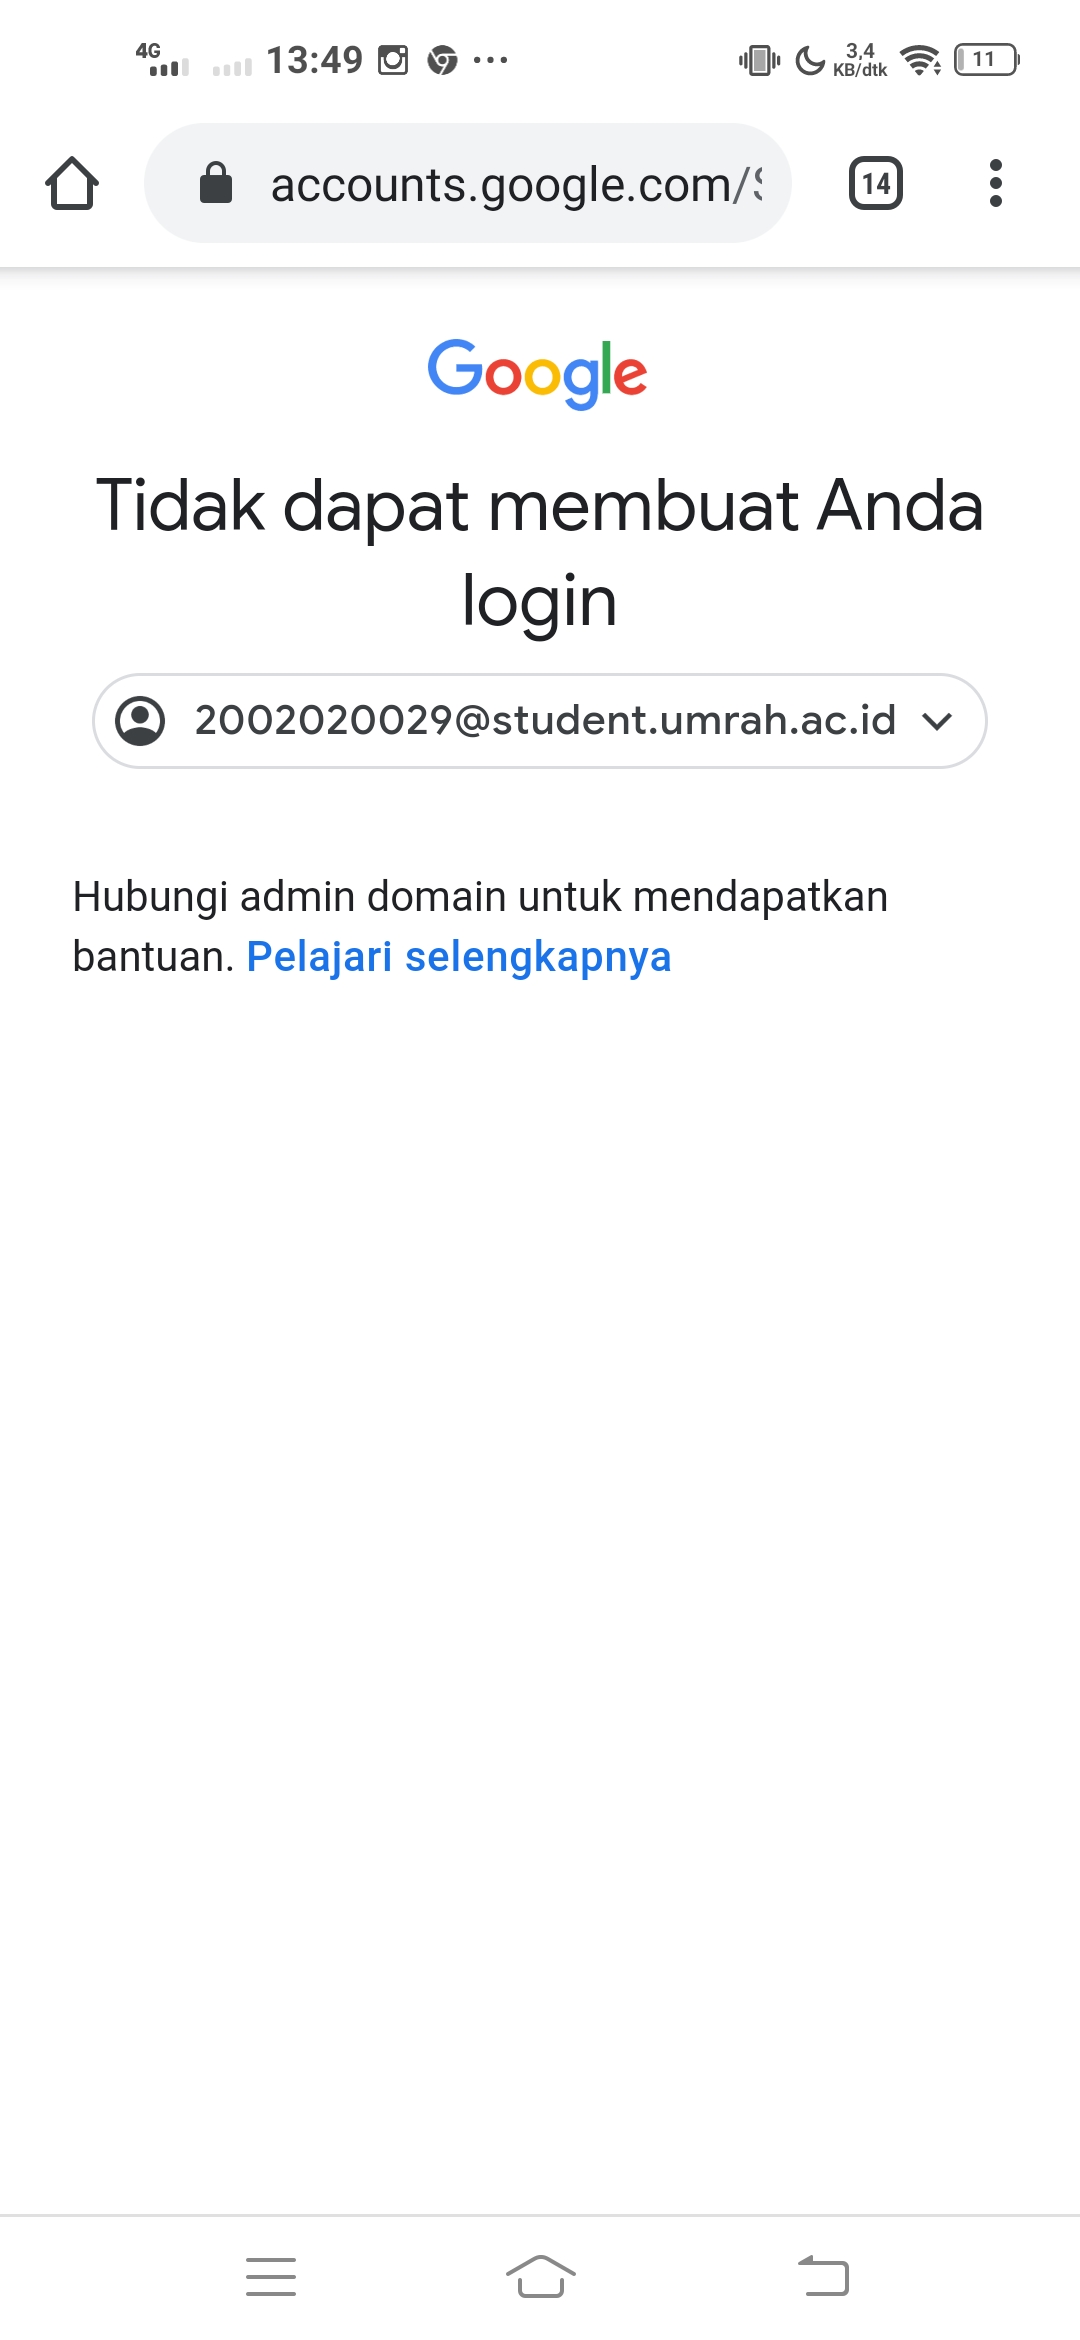 4G 13:49 ... 3,4 KB/dtk 11
accounts.google.com/
14
Google
Tidak dapat membuat Anda
login
2002020029@student.umrah.ac.id
Hubungi admin domain untuk mendapatkan
bantuan. Pelajari selengkapnya